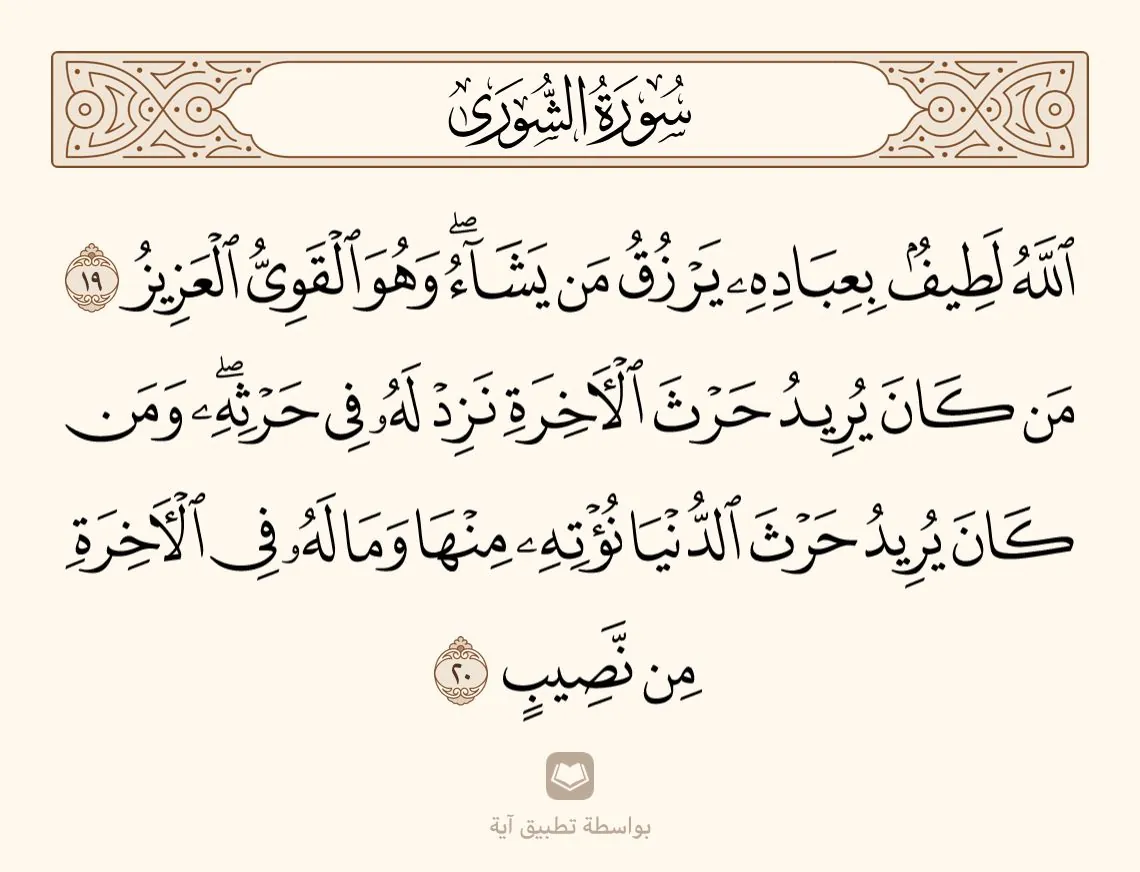 سُورَةُ الشُّورَىٰ
ٱللَّهُ لَطِيفُۢ بِعِبَادِهِۦ يَرۡزُقُ مَن يَشَآءُۖ وَهُوَ ٱلۡقَوِيُّ ٱلۡعَزِيزُ ١٩
مَن كَانَ يُرِيدُ حَرۡثَ ٱلۡأٓخِرَةِ نَزِدۡ لَهُۥ فِي حَرۡثِهِۦۖ وَمَن
كَانَ يُرِيدُ حَرۡثَ ٱلدُّنۡيَا نُؤۡتِهِۦ مِنۡهَا وَمَا لَهُۥ فِي ٱلۡأٓخِرَةِ
مِن نَّصِيبٍ ٢٠
بواسطة تطبيق آية